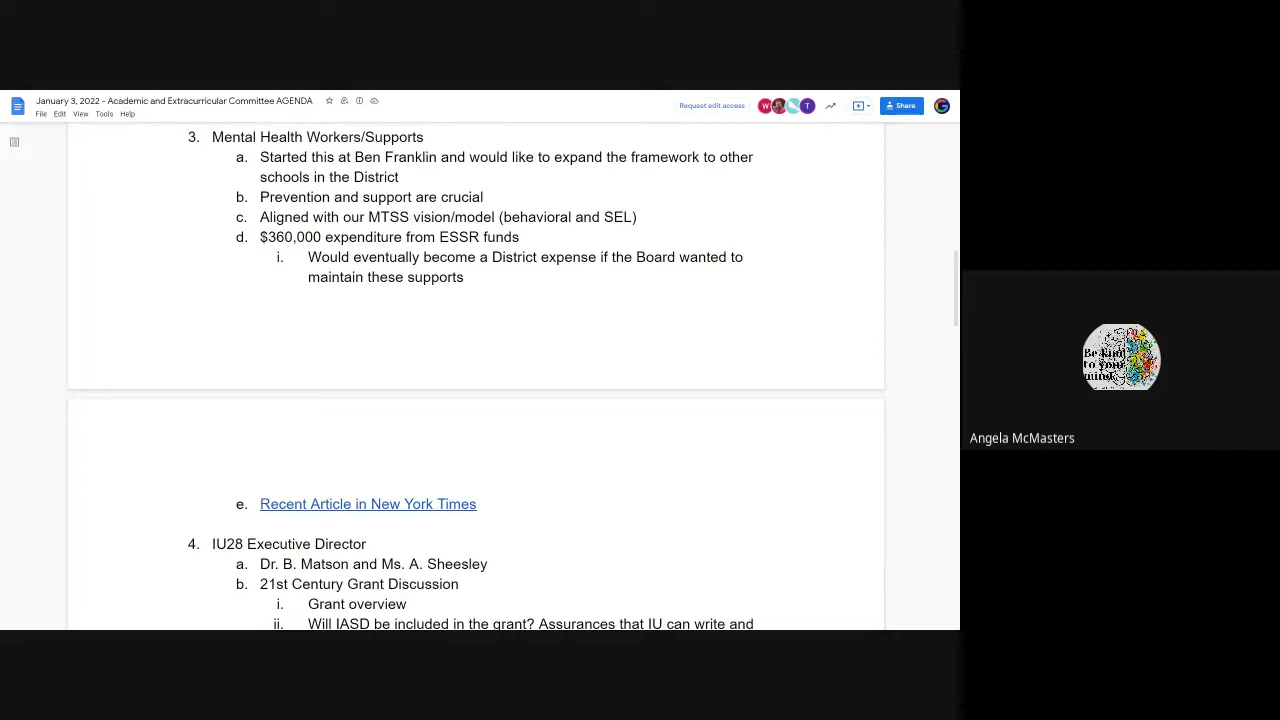 January 3, 2022 - Academic and Extracurricular Committee AGENDA
File Edit View Tools Help
Request edit access
W
T
Share
G
3. Mental Health Workers/Supports
a. Started this at Ben Franklin and would like to expand the framework to other
schools in the District
b. Prevention and support are crucial
c. Aligned with our MTSS vision/model (behavioral and SEL)
d. $360,000 expenditure from ESSR funds
i. Would eventually become a District expense if the Board wanted to
maintain these supports
e. Recent Article in New York Times
4. IU28 Executive Director
a. Dr. B. Matson and Ms. A. Sheesley
b. 21st Century Grant Discussion
i. Grant overview
ii. Will IASD be included in the grant? Assurances that IU can write and
Be kind
to your
mind
Angela McMasters